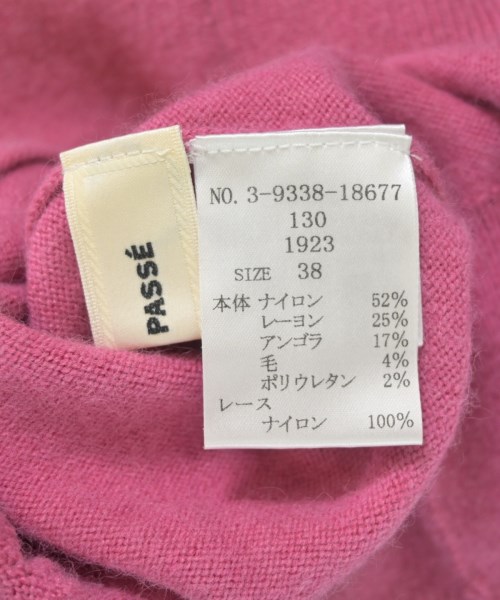 PASSÉ
NO. 3-9338-18677
130
1923
SIZE 38
本体 ナイロン 52%
レーヨン 25%
アンゴラ 17%
毛 4%
ポリウレタン 2%
レース
ナイロン 100%